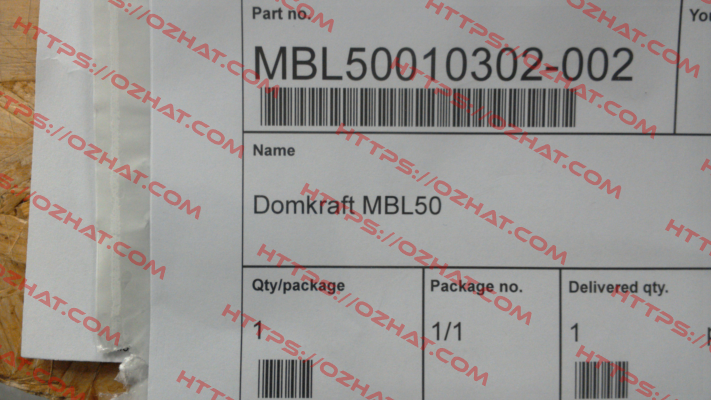 Part no.
Yo
MBL50010302-002
Name
Domkraft MBL50
Qty/package
Package no.
Delivered qty.
1
1/1
1
HTTPS://OZHAT.COM